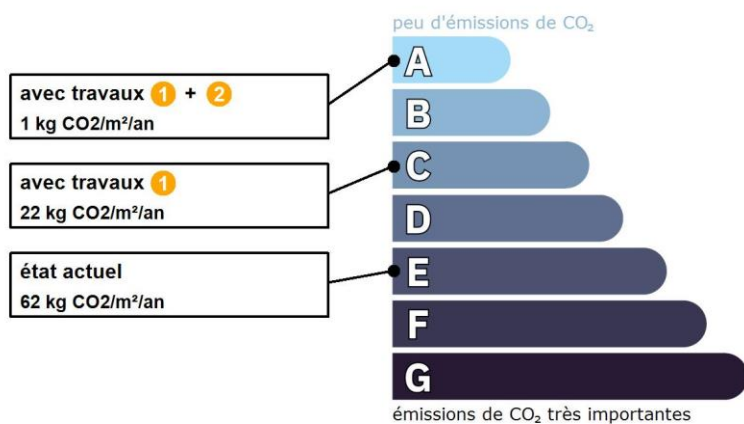 peu d'émissions de CO₂
A
avec travaux 1 + 2
1 kg CO2/m²/an
B
C
avec travaux 1
22 kg CO2/m²/an
D
E
état actuel
62 kg CO2/m²/an
F
G
émissions de CO₂ très importantes